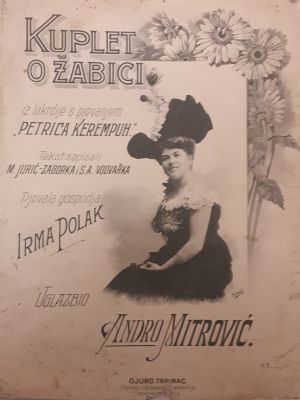 KUPLET
O ŽABICI
iz lakrdije s pjevanjem
„PETRICA KEREMPUH."
Tekst napisali
M. JURIĆ-ZAGORKA i S.A. VODVAŘKA
Pjevala gospodja
IRMA POLAK
UGLAZBIO
ANDRO MITROVIĆ.
GJURO TRPINAC